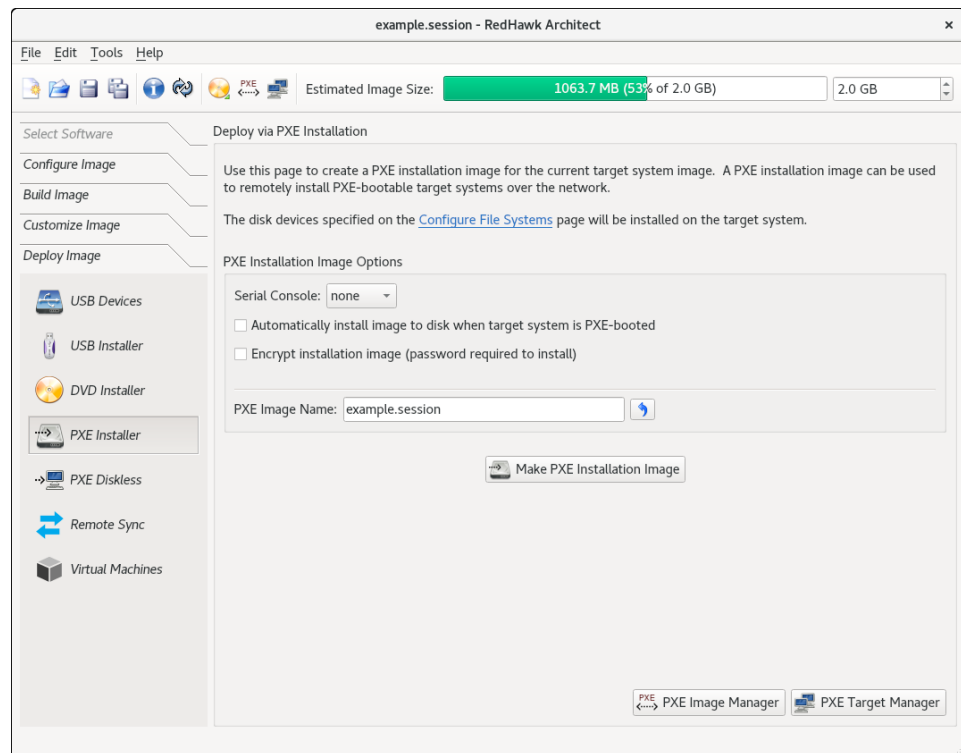 example.session - RedHawk Architect ×
File Edit Tools Help
PXE Estimated Image Size: 1063.7 MB (53% of 2.0 GB) 2.0 GB
Select Software
Configure Image
Build Image
Customize Image
Deploy Image
USB Devices
USB Installer
DVD Installer
PXE Installer
PXE Diskless
Remote Sync
Virtual Machines
Deploy via PXE Installation
Use this page to create a PXE installation image for the current target system image. A PXE installation image can be used
to remotely install PXE-bootable target systems over the network.
The disk devices specified on the Configure File Systems page will be installed on the target system.
PXE Installation Image Options
Serial Console: none
Automatically install image to disk when target system is PXE-booted
Encrypt installation image (password required to install)
PXE Image Name: example.session
Make PXE Installation Image
PXE PXE Image Manager PXE Target Manager